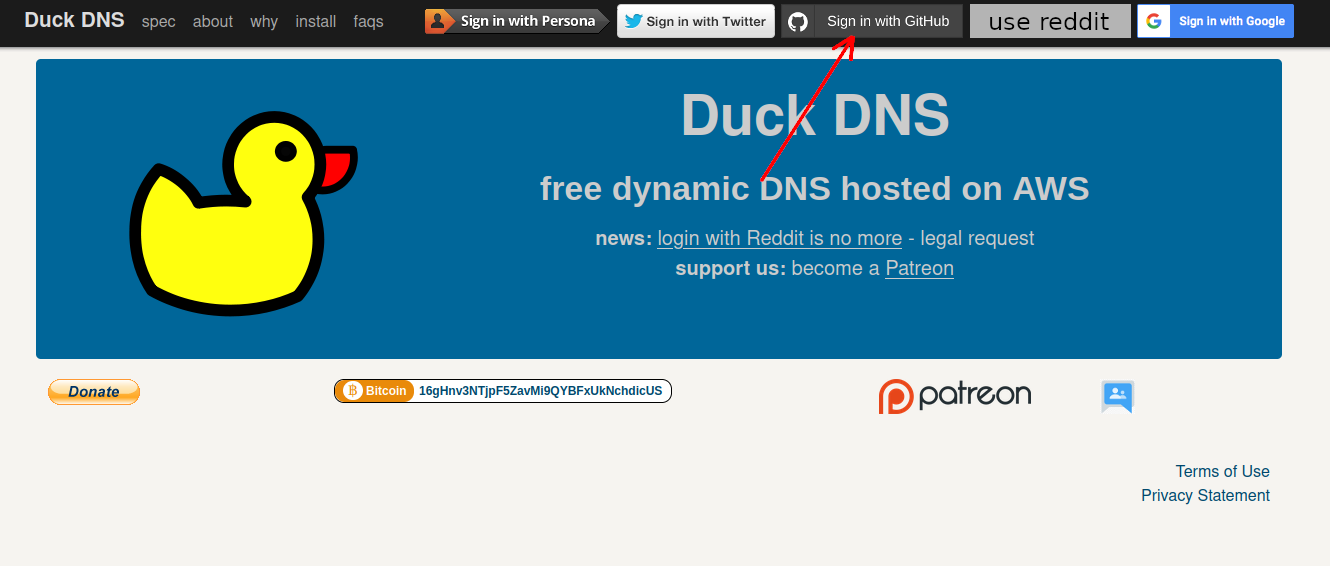 Duck DNS spec about why install faqs Sign in with Persona Sign in with Twitter Sign in with GitHub use reddit Sign in with Google
Duck DNS
free dynamic DNS hosted on AWS
news: login with Reddit is no more - legal request
support us: become a Patreon
Donate Bitcoin 16gHnv3NTjpF5ZavMi9QYBFxUkNchdicUS patreon
Terms of Use
Privacy Statement